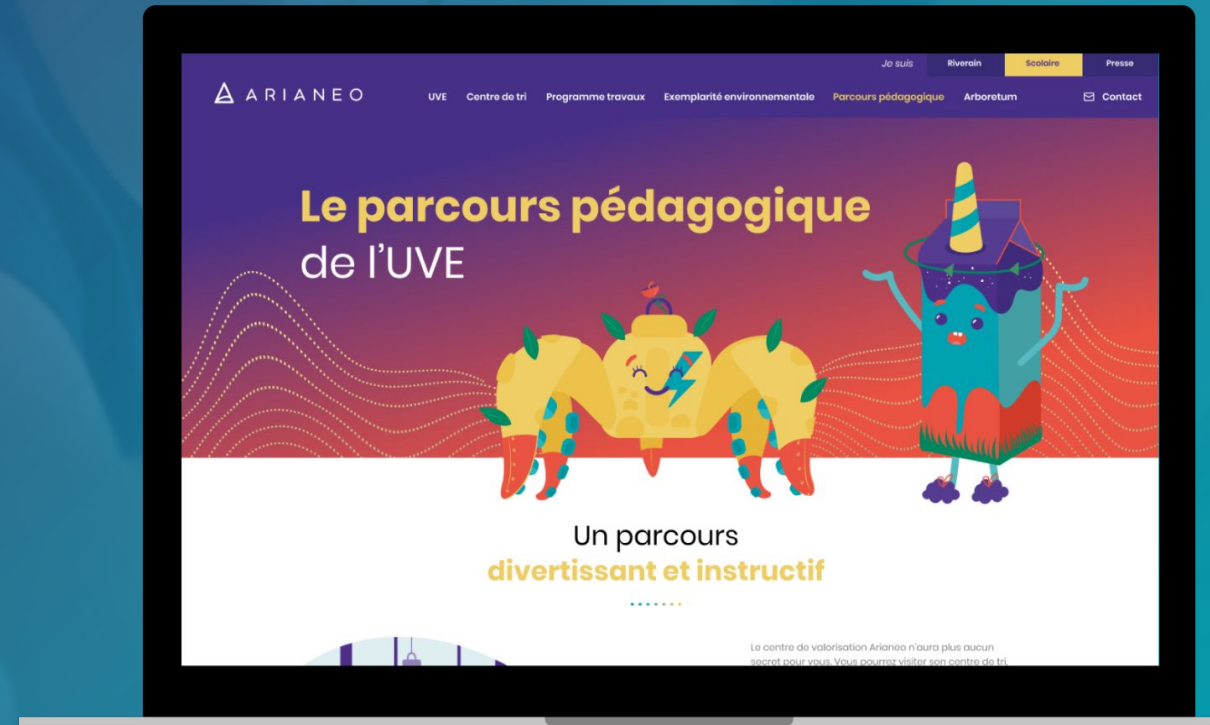 Je suis Riverain Scolaire Presse
ARIANEO UVE Centre de tri Programme travaux Exemplarité environnementale Parcours pédagogique Arboretum Contact
Le parcours pédagogique
de l'UVE
Un parcours
divertissant et instructif
Le centre de valorisation Arianeo n'aura plus aucun
secret pour vous. Vous pourrez visiter son centre de tri,